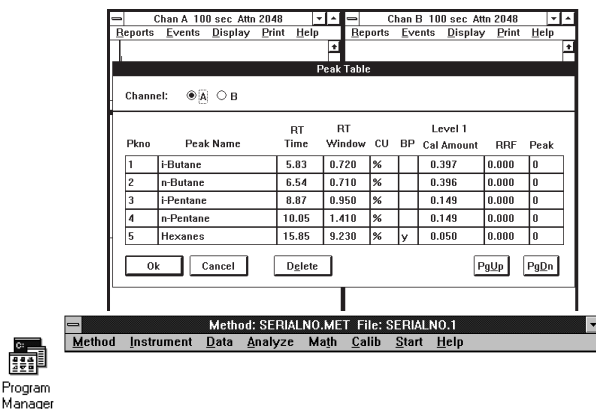 Chan A 100 sec Attn 2048
Reports Events Display Print Help
Chan B 100 sec Attn 2048
Reports Events Display Print Help
Peak Table
Channel: A B
Pkno Peak Name RT Time RT Window CU BP Level 1 Cal Amount RRF Peak
1 i-Butane 5.83 0.720 % 0.397 0.000 0
2 n-Butane 6.54 0.710 % 0.396 0.000 0
3 i-Pentane 8.87 0.950 % 0.149 0.000 0
4 n-Pentane 10.05 1.410 % 0.149 0.000 0
5 Hexanes 15.85 9.230 % y 0.050 0.000 0
Ok Cancel Delete PgUp PgDn
Method: SERIALNO.MET File: SERIALNO.1
Method Instrument Data Analyze Math Calib Start Help
C:
Program
Manager